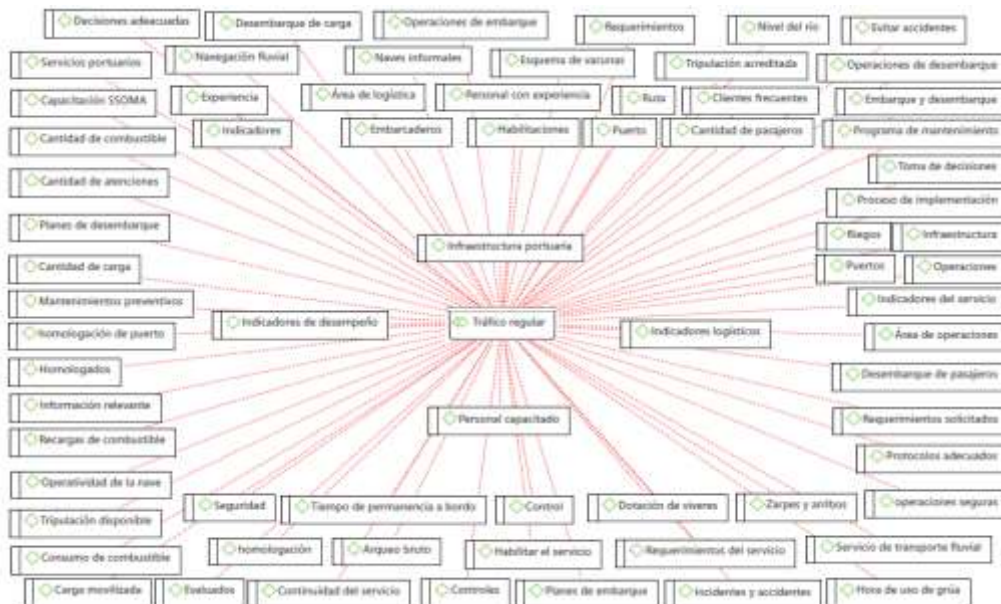 Decisiones adeacuadas
Desembarque de carga
Operaciones de embarque
Requerimientos
Nivel del río
Evitar accidentes
Servicios portuarios
Navegación fluvial
Naves informales
Esquema de vacunas
Tripulación acreditada
Operaciones de desembarque
Capacitación SSOMA
Experiencia
Área de logística
Personal con experiencia
Ruta
Clientes frecuentes
Embarque y desembarque
Cantidad de combustible
Indicadores
Embarcaderos
Habilitaciones
Puerto
Cantidad de pasajeros
Programa de mantenimiento
Toma de decisiones
Cantidad de atenciones
Proceso de implementación
Planes de desembarque
Infraestructura portuaria
Riegos
Infraestructura
Cantidad de carga
Puertos
Operaciones
Mantenimientos preventivos
Indicadores del servicio
Indicadores de desempeño
Tráfico regular
Indicadores logísticos
homologación de puerto
Área de operaciones
Homologados
Desembarque de pasajeros
Información relevante
Personal capacitado
Requerimientos solicitados
Recargas de combustible
Protocolos adecuados
Operatividad de la nave
Seguridad
Tiempo de permanencia a bordo
Control
Dotación de víveres
Zarpes y arribos
operaciones seguras
Tripulación disponible
Consumo de combustible
homologación
Arqueo bruto
Habilitar el servicio
Requerimientos del servicio
Servicio de transporte fluvial
Carga movilizada
Evaluados
Continuidad del servicio
Controles
Planes de embarque
Incidentes y accidentes
Hora de uso de grúa